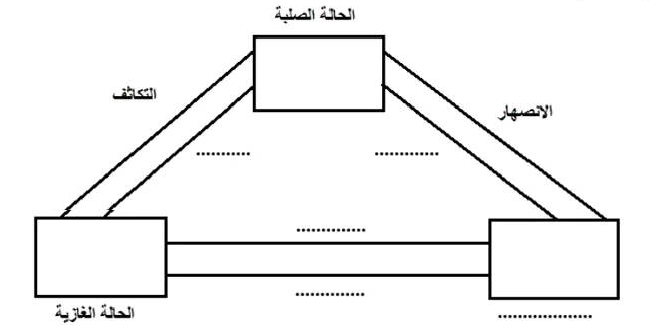 الحالة الصلبة
التكاثف
الانصهار
...........
.............
..............
..............
الحالة الغازية
...................